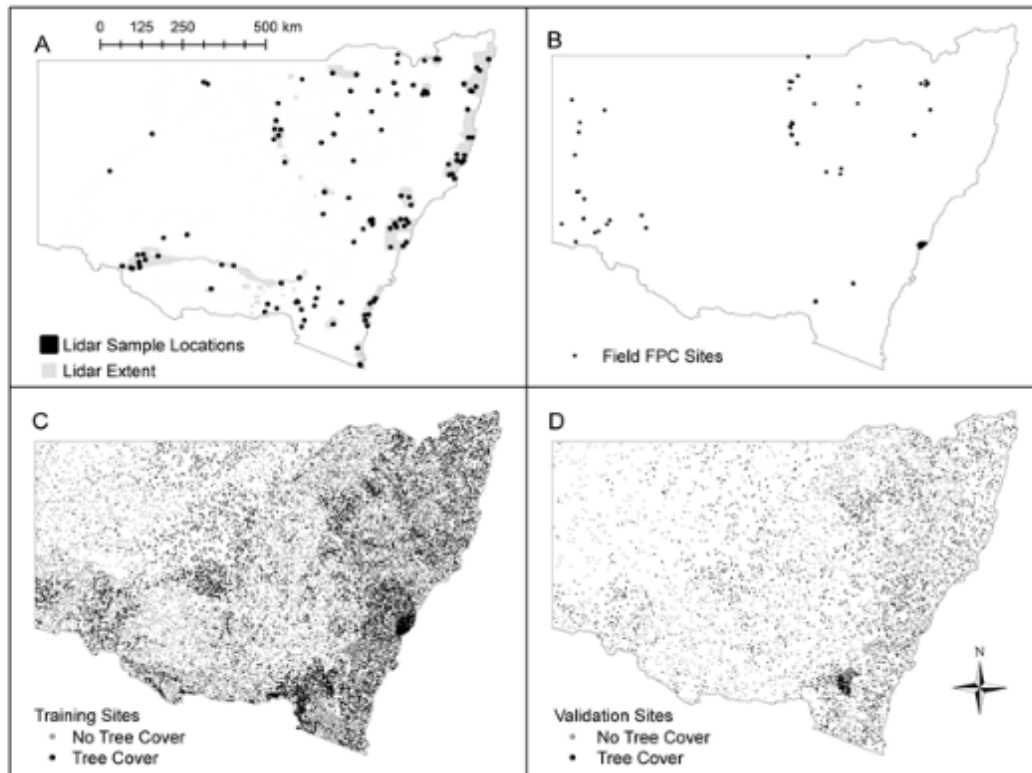 A
0 125 250 500 km
Lidar Sample Locations
Lidar Extent
B
Field FPC Sites
C
Training Sites
No Tree Cover
Tree Cover
D
N
Validation Sites
No Tree Cover
Tree Cover